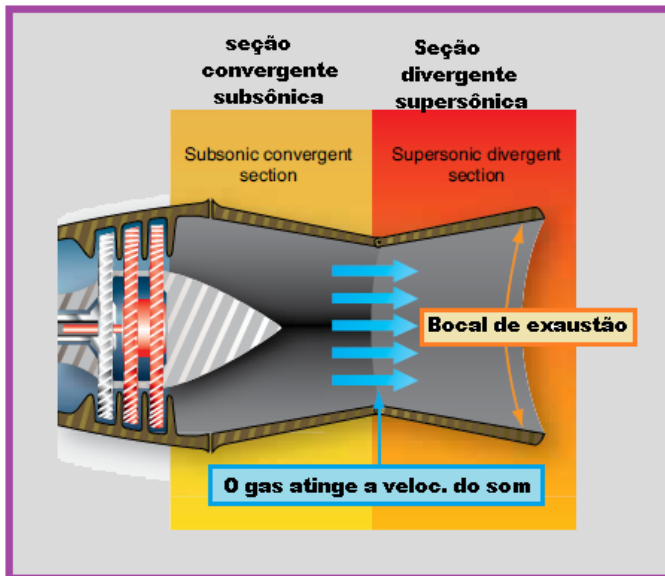 seção
convergente
subsônica
Seção
divergente
supersônica
Subsonic convergent
section
Supersonic divergent
section
Bocal de exaustão
O gas atinge a veloc. do som